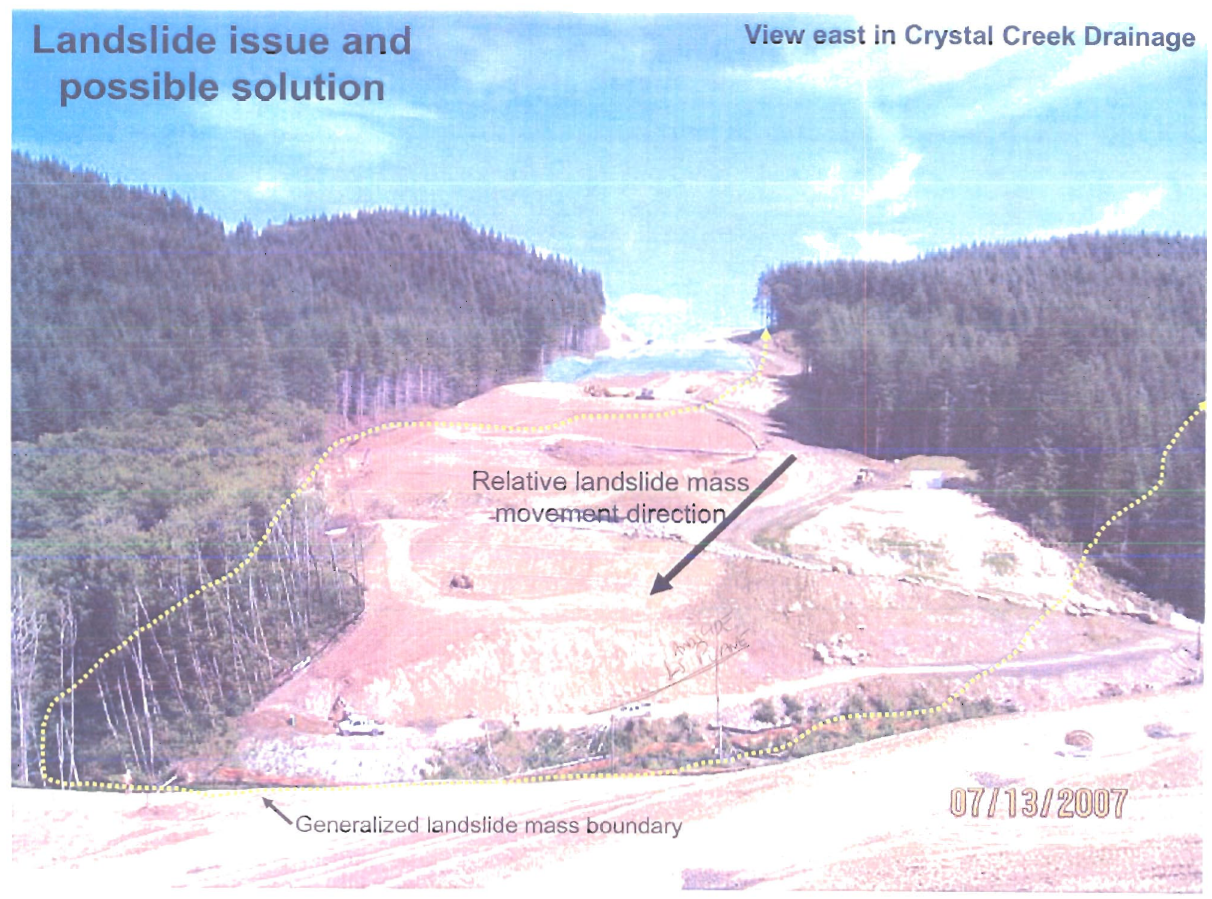 Landslide issue and
possible solution
View east in Crystal Creek Drainage
Relative landslide mass
movement direction
Generalized landslide mass boundary
07/13/2007